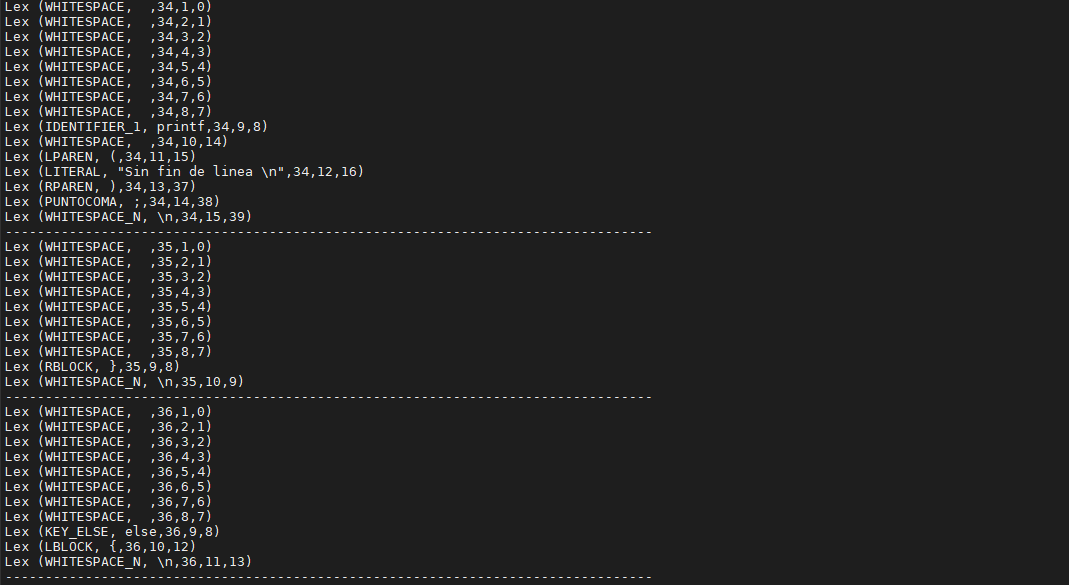 Lex (WHITESPACE,  ,34,1,0)
Lex (WHITESPACE,  ,34,2,1)
Lex (WHITESPACE,  ,34,3,2)
Lex (WHITESPACE,  ,34,4,3)
Lex (WHITESPACE,  ,34,5,4)
Lex (WHITESPACE,  ,34,6,5)
Lex (WHITESPACE,  ,34,7,6)
Lex (WHITESPACE,  ,34,8,7)
Lex (IDENTIFIER_1, printf,34,9,8)
Lex (WHITESPACE,  ,34,10,14)
Lex (LPAREN, (,34,11,15)
Lex (LITERAL, "Sin fin de linea \n",34,12,16)
Lex (RPAREN, ),34,13,37)
Lex (PUNTOCOMA, ;,34,14,38)
Lex (WHITESPACE_N, \n,34,15,39)
---------------------------------------------------------------------------------
Lex (WHITESPACE,  ,35,1,0)
Lex (WHITESPACE,  ,35,2,1)
Lex (WHITESPACE,  ,35,3,2)
Lex (WHITESPACE,  ,35,4,3)
Lex (WHITESPACE,  ,35,5,4)
Lex (WHITESPACE,  ,35,6,5)
Lex (WHITESPACE,  ,35,7,6)
Lex (WHITESPACE,  ,35,8,7)
Lex (RBLOCK, },35,9,8)
Lex (WHITESPACE_N, \n,35,10,9)
---------------------------------------------------------------------------------
Lex (WHITESPACE,  ,36,1,0)
Lex (WHITESPACE,  ,36,2,1)
Lex (WHITESPACE,  ,36,3,2)
Lex (WHITESPACE,  ,36,4,3)
Lex (WHITESPACE,  ,36,5,4)
Lex (WHITESPACE,  ,36,6,5)
Lex (WHITESPACE,  ,36,7,6)
Lex (WHITESPACE,  ,36,8,7)
Lex (KEY_ELSE, else,36,9,8)
Lex (LBLOCK, {,36,10,12)
Lex (WHITESPACE_N, \n,36,11,13)
---------------------------------------------------------------------------------